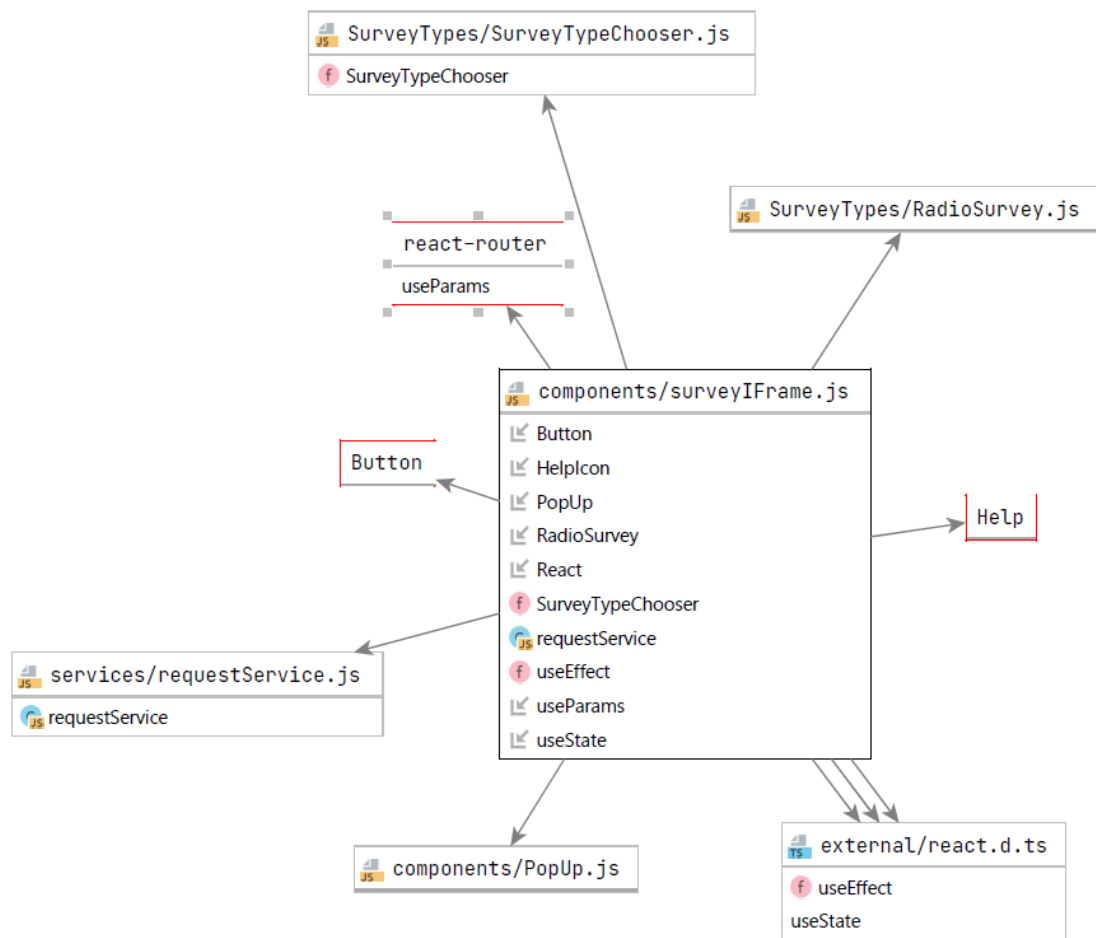 SurveyTypes/SurveyTypeChooser.js
f SurveyTypeChooser
SurveyTypes/RadioSurvey.js
react-router
useParams
components/surveyIFrame.js
Button
HelpIcon
PopUp
RadioSurvey
React
f SurveyTypeChooser
requestService
f useEffect
useParams
useState
Button
Help
services/requestService.js
requestService
components/PopUp.js
external/react.d.ts
f useEffect
useState